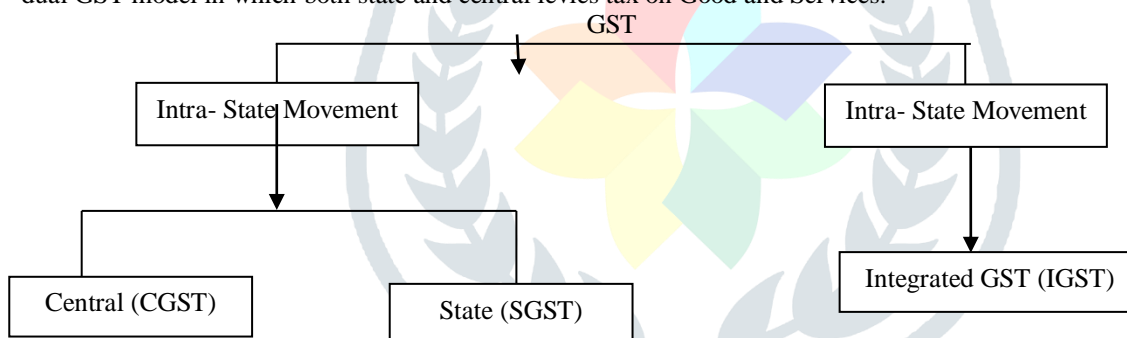 dual GST model in which both state and central levies tax on Good and Services.
GST
Intra- State Movement
Intra- State Movement
Central (CGST)
State (SGST)
Integrated GST (IGST)